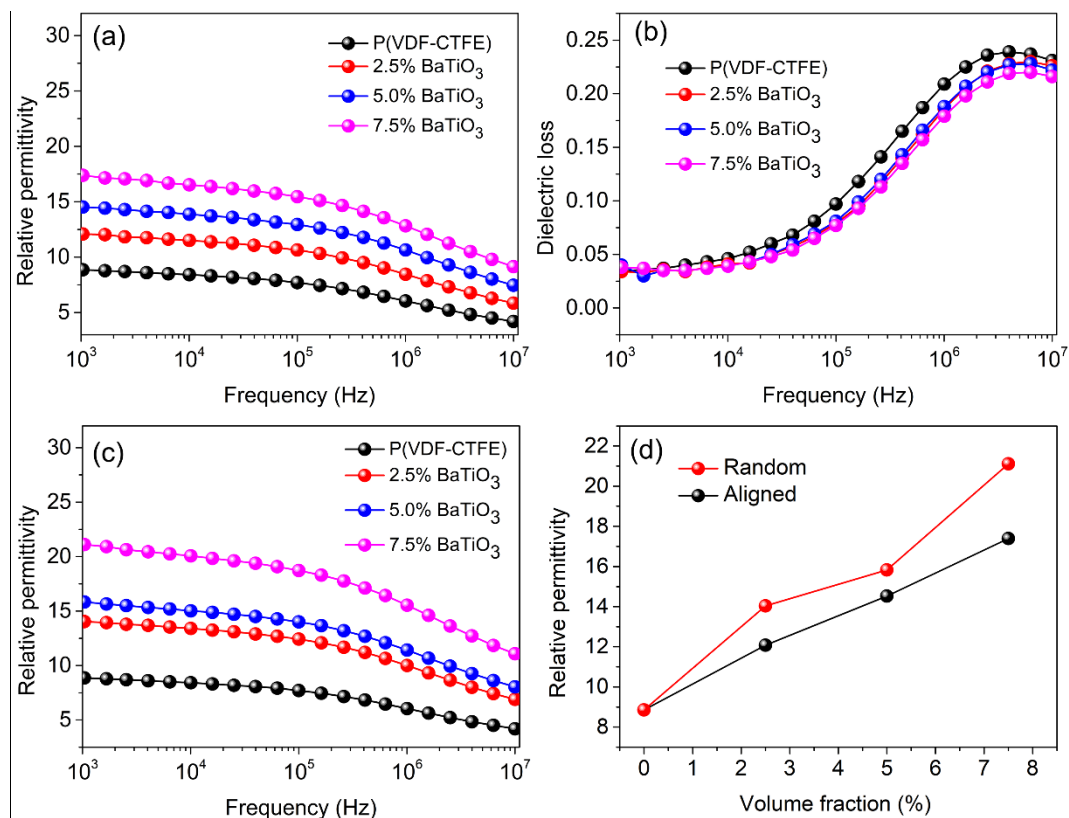 (a)
P(VDF-CTFE)
2.5% BaTiO3
5.0% BaTiO3
7.5% BaTiO3
Relative permittivity
30
25
20
15
10
5
10^3 10^4 10^5 10^6 10^7
Frequency (Hz)
(b)
P(VDF-CTFE)
2.5% BaTiO3
5.0% BaTiO3
7.5% BaTiO3
Dielectric loss
0.25
0.20
0.15
0.10
0.05
0.00
10^3 10^4 10^5 10^6 10^7
Frequency (Hz)
(c)
P(VDF-CTFE)
2.5% BaTiO3
5.0% BaTiO3
7.5% BaTiO3
Relative permittivity
30
25
20
15
10
5
10^3 10^4 10^5 10^6 10^7
Frequency (Hz)
(d)
Random
Aligned
Relative permittivity
22
20
18
16
14
12
10
8
0 1 2 3 4 5 6 7 8
Volume fraction (%)